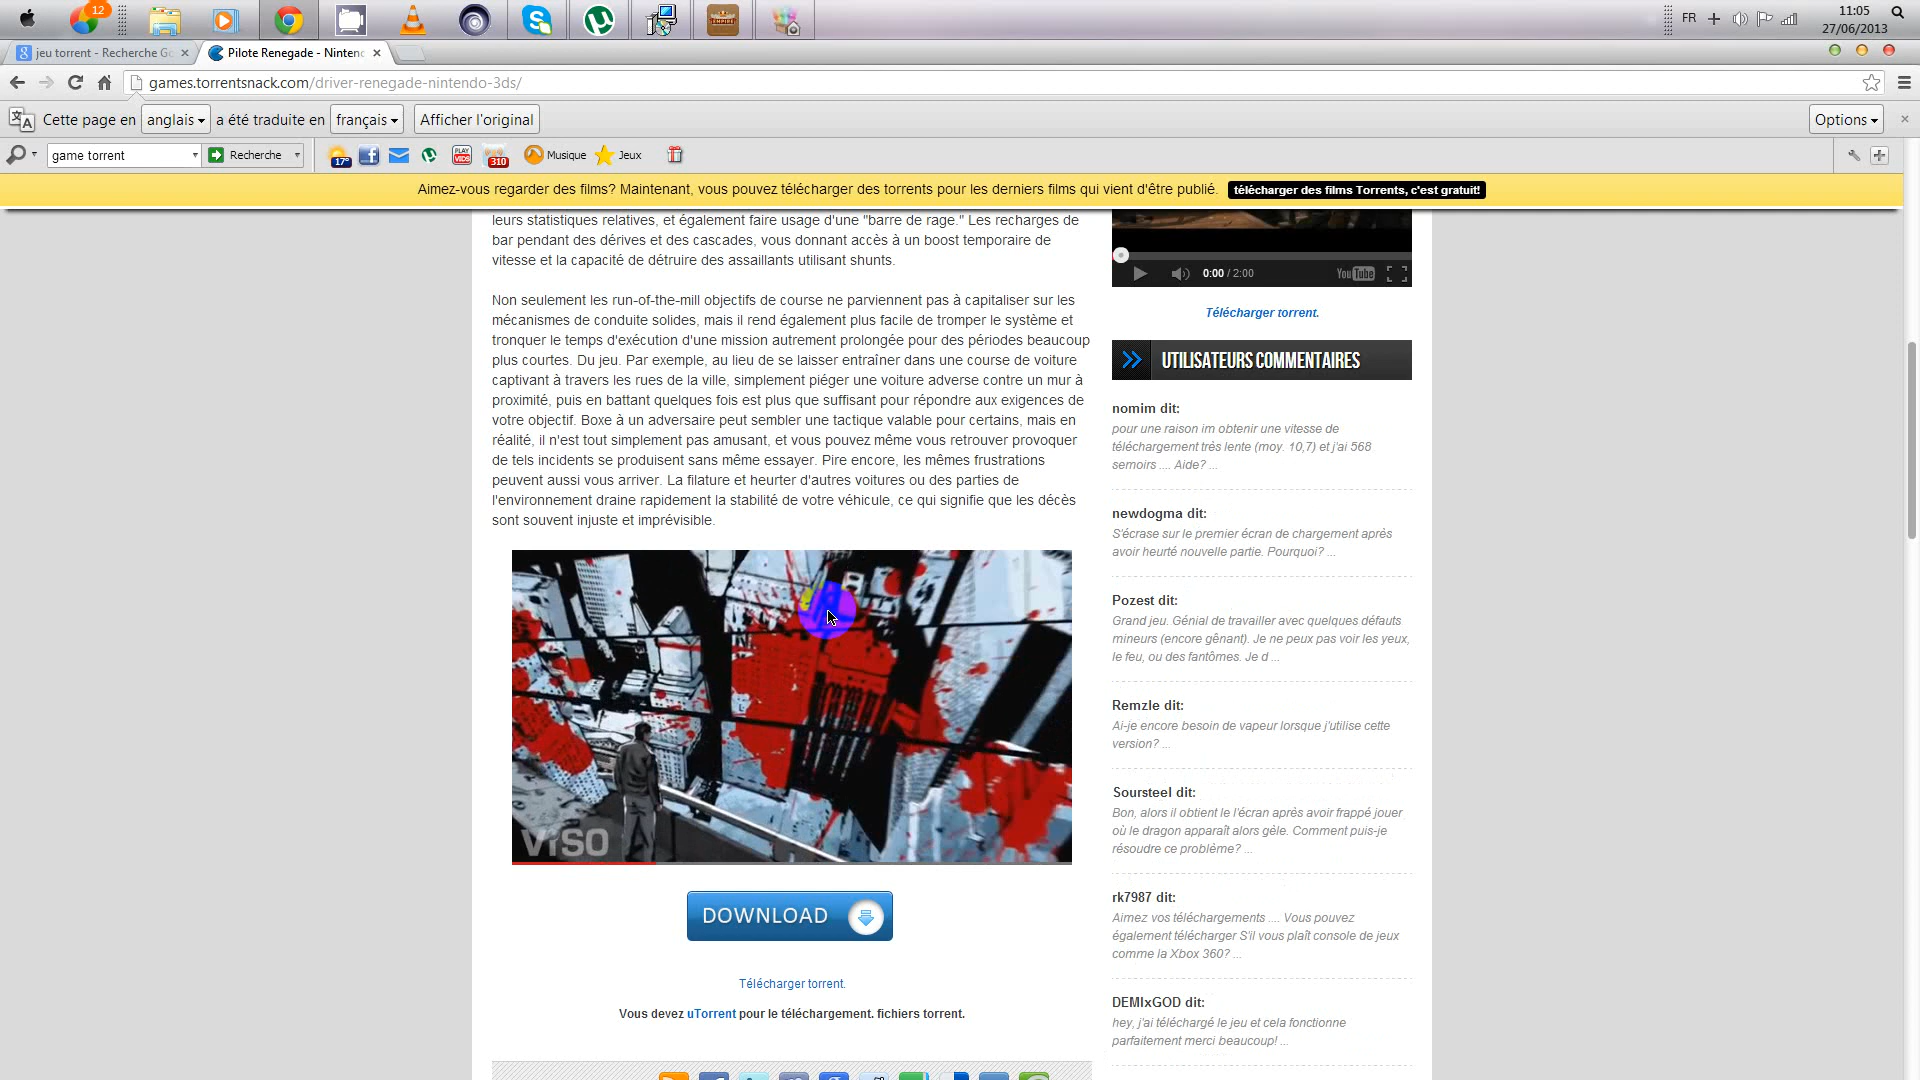 12
FR
11:05
27/06/2013
jeu torrent - Recherche Go
Pilote Renegade - Ninten
games.torrentsnack.com/driver-renegade-nintendo-3ds/
Cette page en anglais a été traduite en français Afficher l'original Options
game torrent Recherche 17° PLAY VIDS 310 Musique Jeux
Aimez-vous regarder des films? Maintenant, vous pouvez télécharger des torrents pour les derniers films qui vient d'être publié. télécharger des films Torrents, c'est gratuit!
leurs statistiques relatives, et également faire usage d'une "barre de rage." Les recharges de
bar pendant des dérives et des cascades, vous donnant accès à un boost temporaire de
vitesse et la capacité de détruire des assaillants utilisant shunts.
Non seulement les run-of-the-mill objectifs de course ne parviennent pas à capitaliser sur les
mécanismes de conduite solides, mais il rend également plus facile de tromper le système et
tronquer le temps d'exécution d'une mission autrement prolongée pour des périodes beaucoup
plus courtes. Du jeu. Par exemple, au lieu de se laisser entraîner dans une course de voiture
captivant à travers les rues de la ville, simplement piéger une voiture adverse contre un mur à
proximité, puis en battant quelques fois est plus que suffisant pour répondre aux exigences de
votre objectif. Boxe à un adversaire peut sembler une tactique valable pour certains, mais en
réalité, il n'est tout simplement pas amusant, et vous pouvez même vous retrouver provoquer
de tels incidents se produisent sans même essayer. Pire encore, les mêmes frustrations
peuvent aussi vous arriver. La filature et heurter d'autres voitures ou des parties de
l'environnement draine rapidement la stabilité de votre véhicule, ce qui signifie que les décès
sont souvent injuste et imprévisible.
VrSO
DOWNLOAD
Télécharger torrent.
Vous devez uTorrent pour le téléchargement. fichiers torrent.
0:00 / 2:00 YouTube
Télécharger torrent.
UTILISATEURS COMMENTAIRES
nomim dit:
pour une raison im obtenir une vitesse de
téléchargement très lente (moy. 10,7) et j'ai 568
semoirs .... Aide? ...
newdogma dit:
S'écrase sur le premier écran de chargement après
avoir heurté nouvelle partie. Pourquoi? ...
Pozest dit:
Grand jeu. Génial de travailler avec quelques défauts
mineurs (encore gênant). Je ne peux pas voir les yeux,
le feu, ou des fantômes. Je d ...
Remzle dit:
Ai-je encore besoin de vapeur lorsque j'utilise cette
version? ...
Soursteel dit:
Bon, alors il obtient le l'écran après avoir frappé jouer
où le dragon apparaît alors gèle. Comment puis-je
résoudre ce problème? ...
rk7987 dit:
Aimez vos téléchargements .... Vous pouvez
également télécharger S'il vous plaît console de jeux
comme la Xbox 360? ...
DEMIxGOD dit:
hey, j'ai téléchargé le jeu et cela fonctionne
parfaitement merci beaucoup! ...